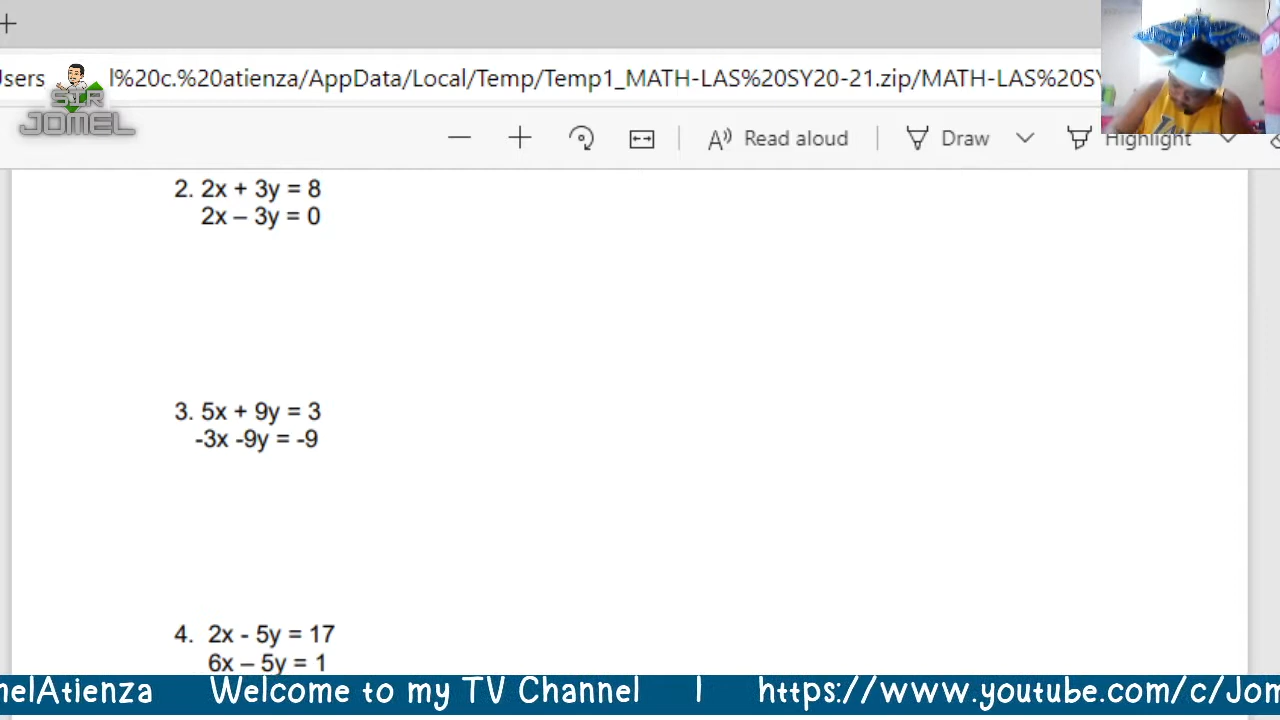 Users
l%20c.%20atienza/AppData/Local/Temp/Temp1_MATH-LAS%20SY20-21.zip/MATH-LAS%20SY
SIR
JOMEL
Read aloud
Draw
Highlight
2. 2x + 3y = 8
2x – 3y = 0
3. 5x + 9y = 3
-3x -9y = -9
4. 2x - 5y = 17
6x – 5y = 1
melAtienza Welcome to my TV Channel l https://www.youtube.com/c/Jom